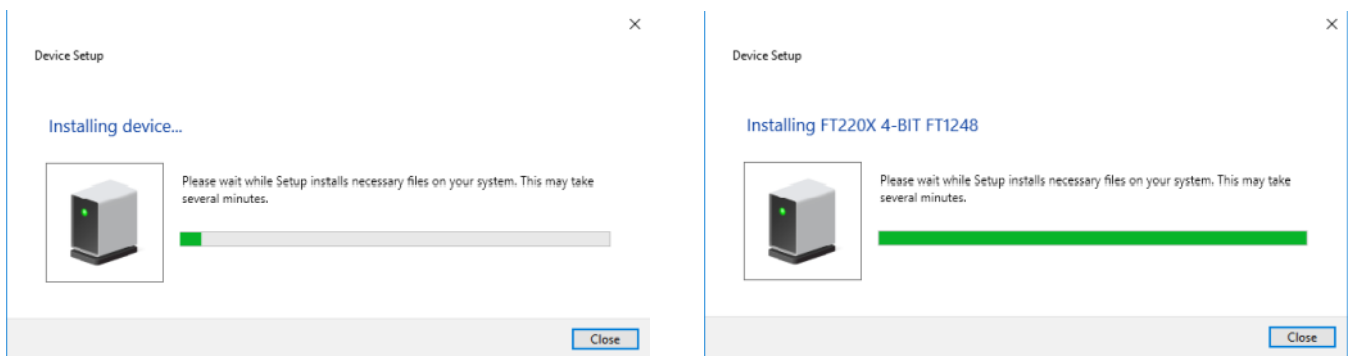 Device Setup
Installing device...
Please wait while Setup installs necessary files on your system. This may take
several minutes.
Close
Device Setup
Installing FT220X 4-BIT FT1248
Please wait while Setup installs necessary files on your system. This may take
several minutes.
Close